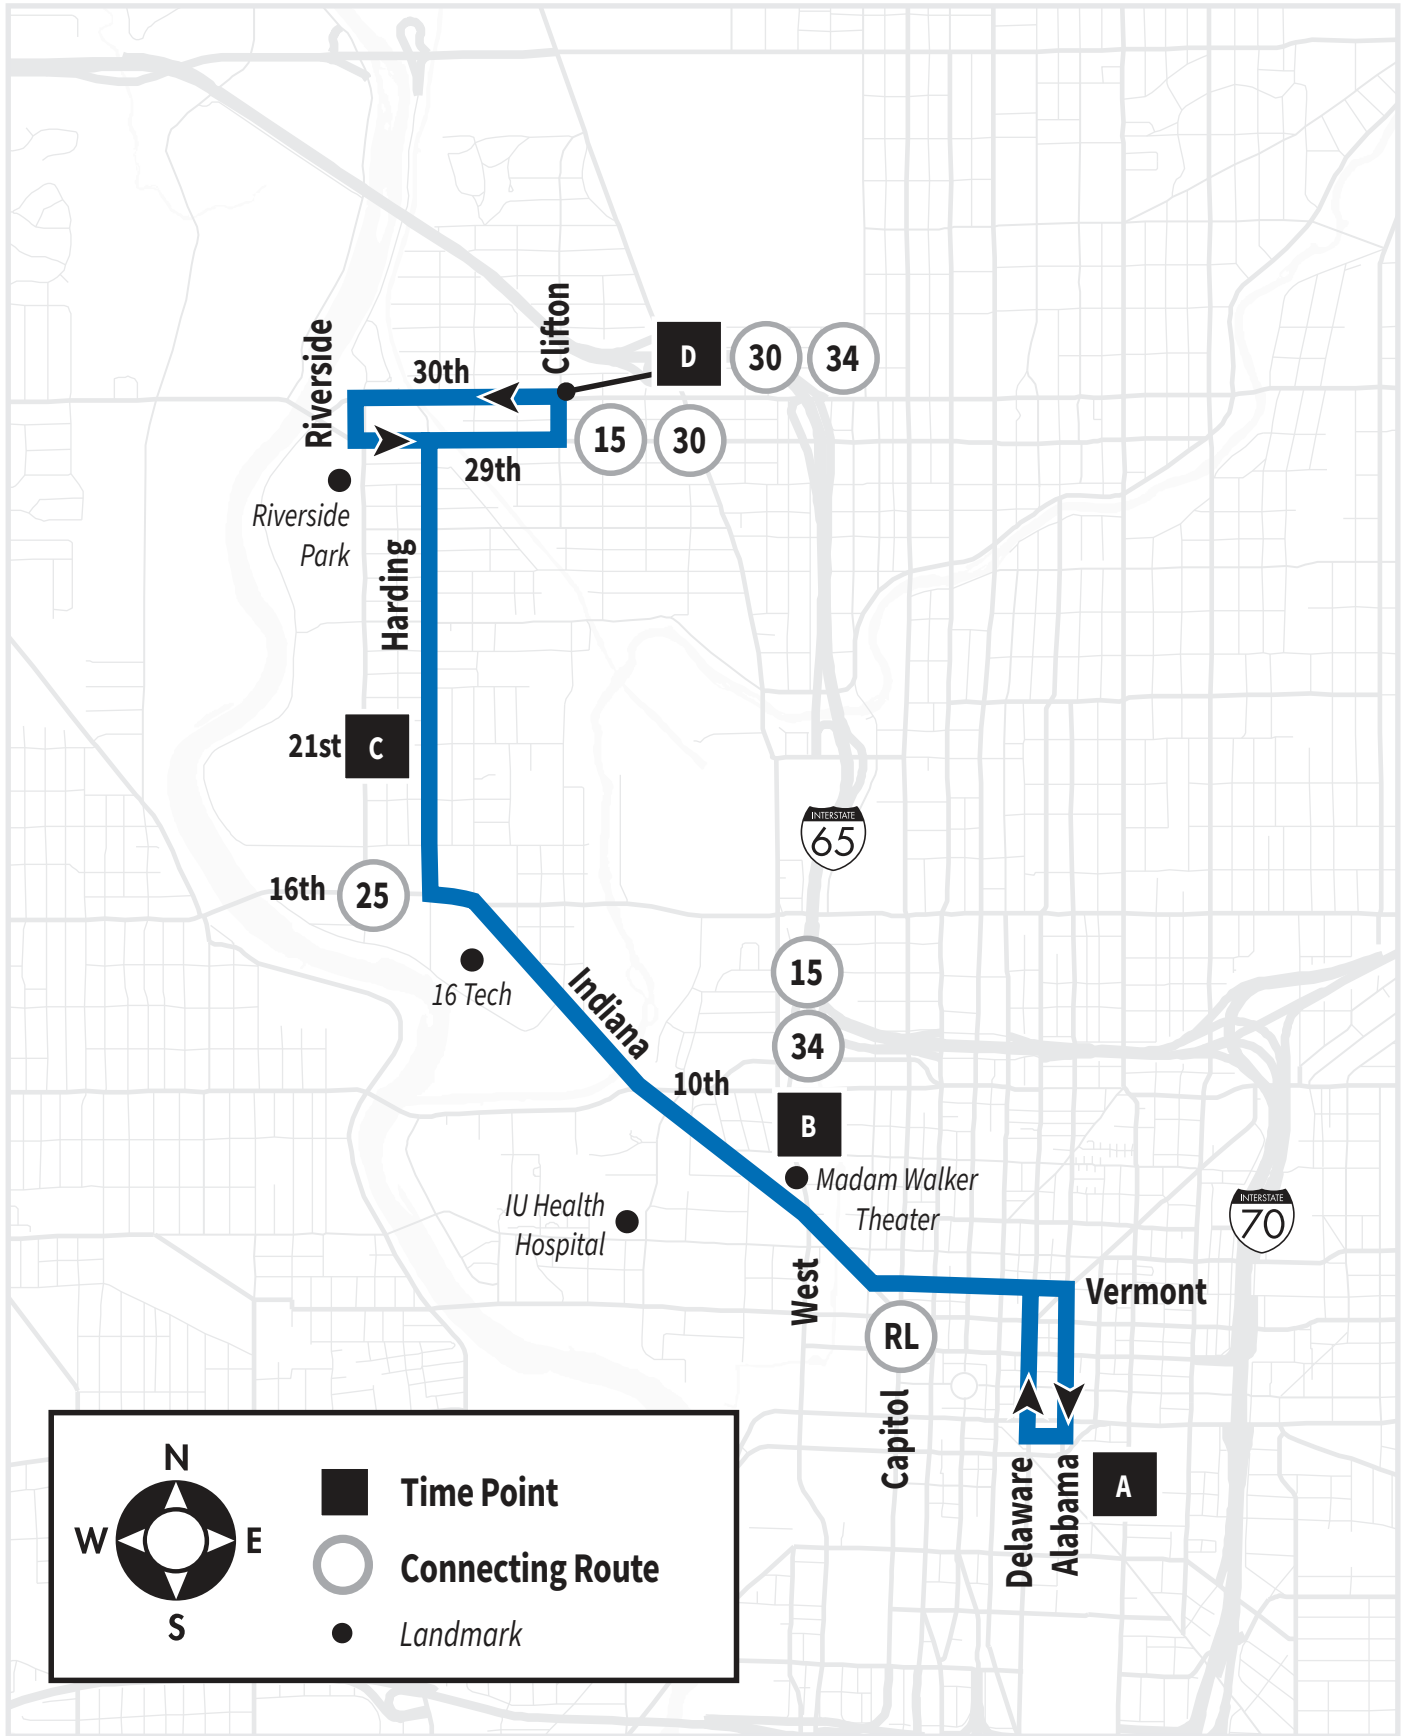 Clifton
Riverside
30th
D
30
34
15
30
29th
Riverside
Park
Harding
21st
C
INTERSTATE
65
16th
25
16 Tech
Indiana
15
34
10th
B
Madam Walker
Theater
IU Health
Hospital
INTERSTATE
70
West
Vermont
RL
Capitol
Delaware
Alabama
A
N
W
E
S
Time Point
Connecting Route
Landmark